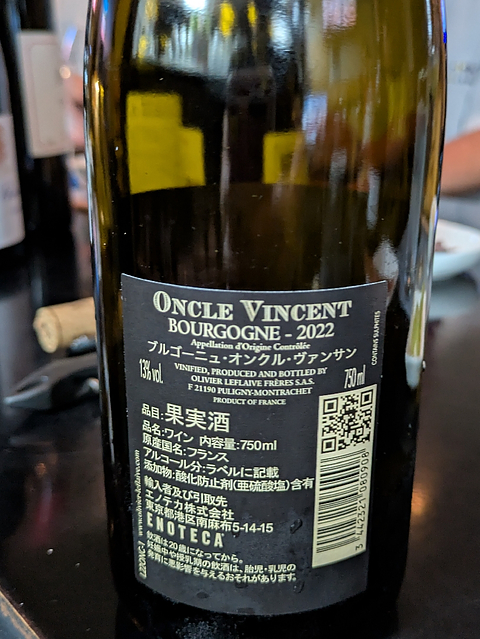 ONCLE VINCENT
BOURGOGNE - 2022
Appellation d'Origine Contrôlée
ブルゴーニュ・オンクル・ヴァンサン
13% vol.
VINIFIED, PRODUCED AND BOTTLED BY
OLIVIER LEFLAIVE FRÈRES S.A.S.
F 21190 PULIGNY-MONTRACHET
PRODUCT OF FRANCE
750 ml
CONTAINS SULPHITES
品目:果実酒
品名:ワイン 内容量:750ml
原産国名:フランス
アルコール分:ラベルに記載
添加物:酸化防止剤(亜硫酸塩)含有
輸入者及び引取先
エノテカ株式会社
東京都港区南麻布5-14-15
ENOTECA
飲酒は20歳になってから。
妊娠中や授乳期の飲酒は、胎児・乳児の
発育に悪影響を与えるおそれがあります。